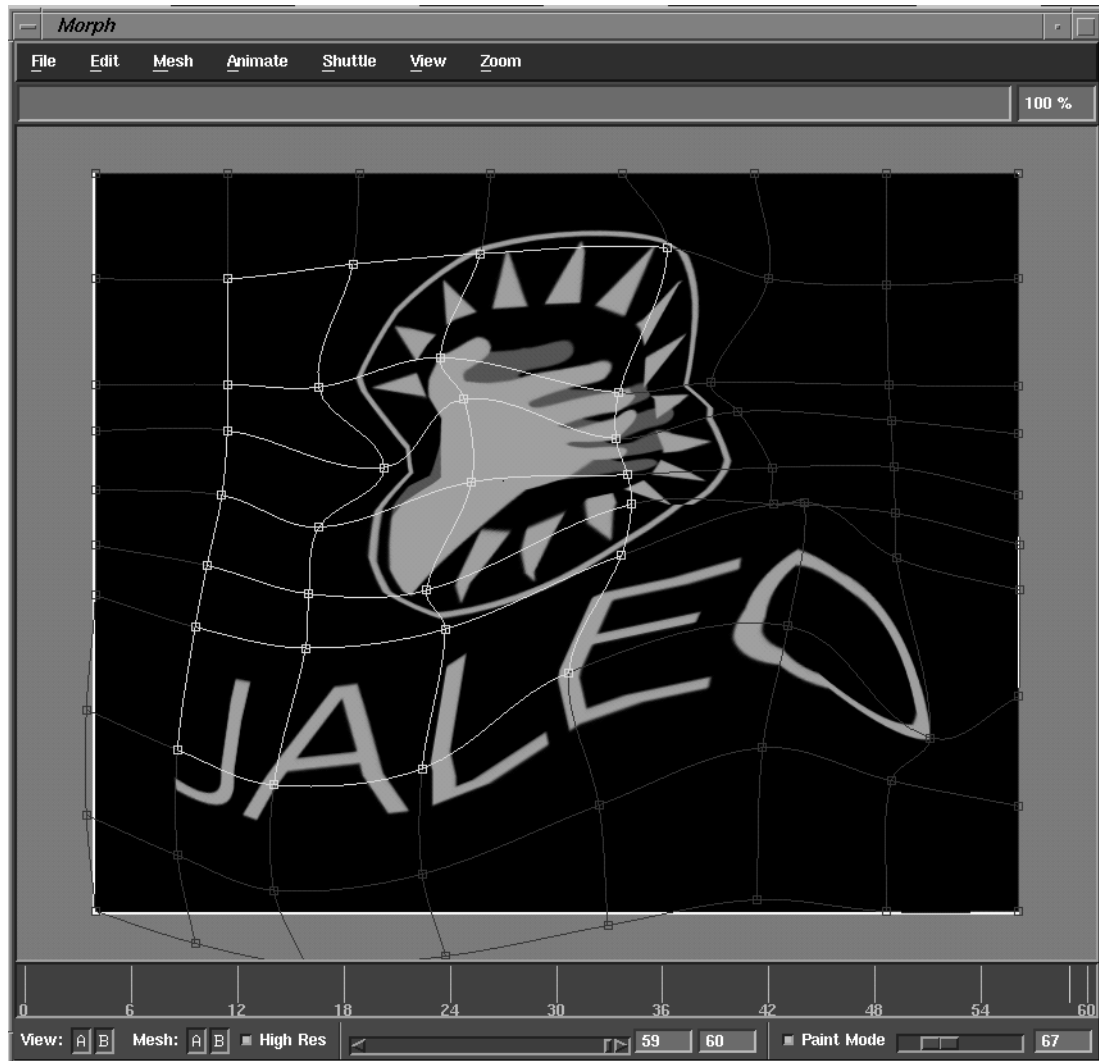 Morph
File Edit Mesh Animate Shuttle View Zoom
100 %
JALEO
0 6 12 18 24 30 36 42 48 54 60
View: A B Mesh: A B High Res 59 60 Paint Mode 67